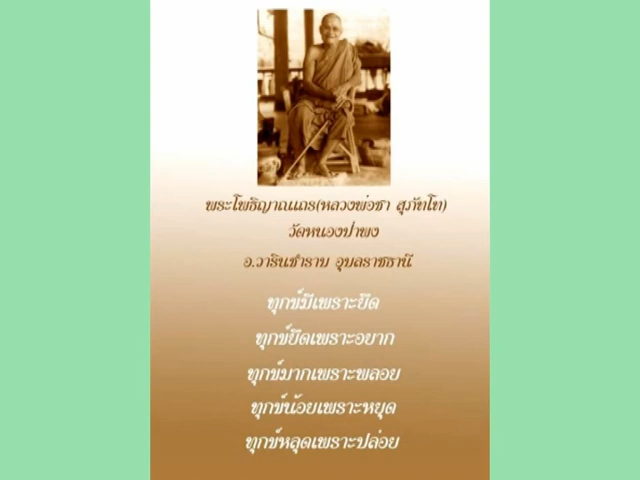 พระโพธิญาณเถร(หลวงพ่อชา สุภัทโท)
วัดหนองป่าพง
อ.วารินชำราบ อุบลราชธานี
ทุกข์มีเพราะยึด
ทุกข์ยึดเพราะอยาก
ทุกข์มากเพราะพลอย
ทุกข์น้อยเพราะหยุด
ทุกข์หลุดเพราะปล่อย